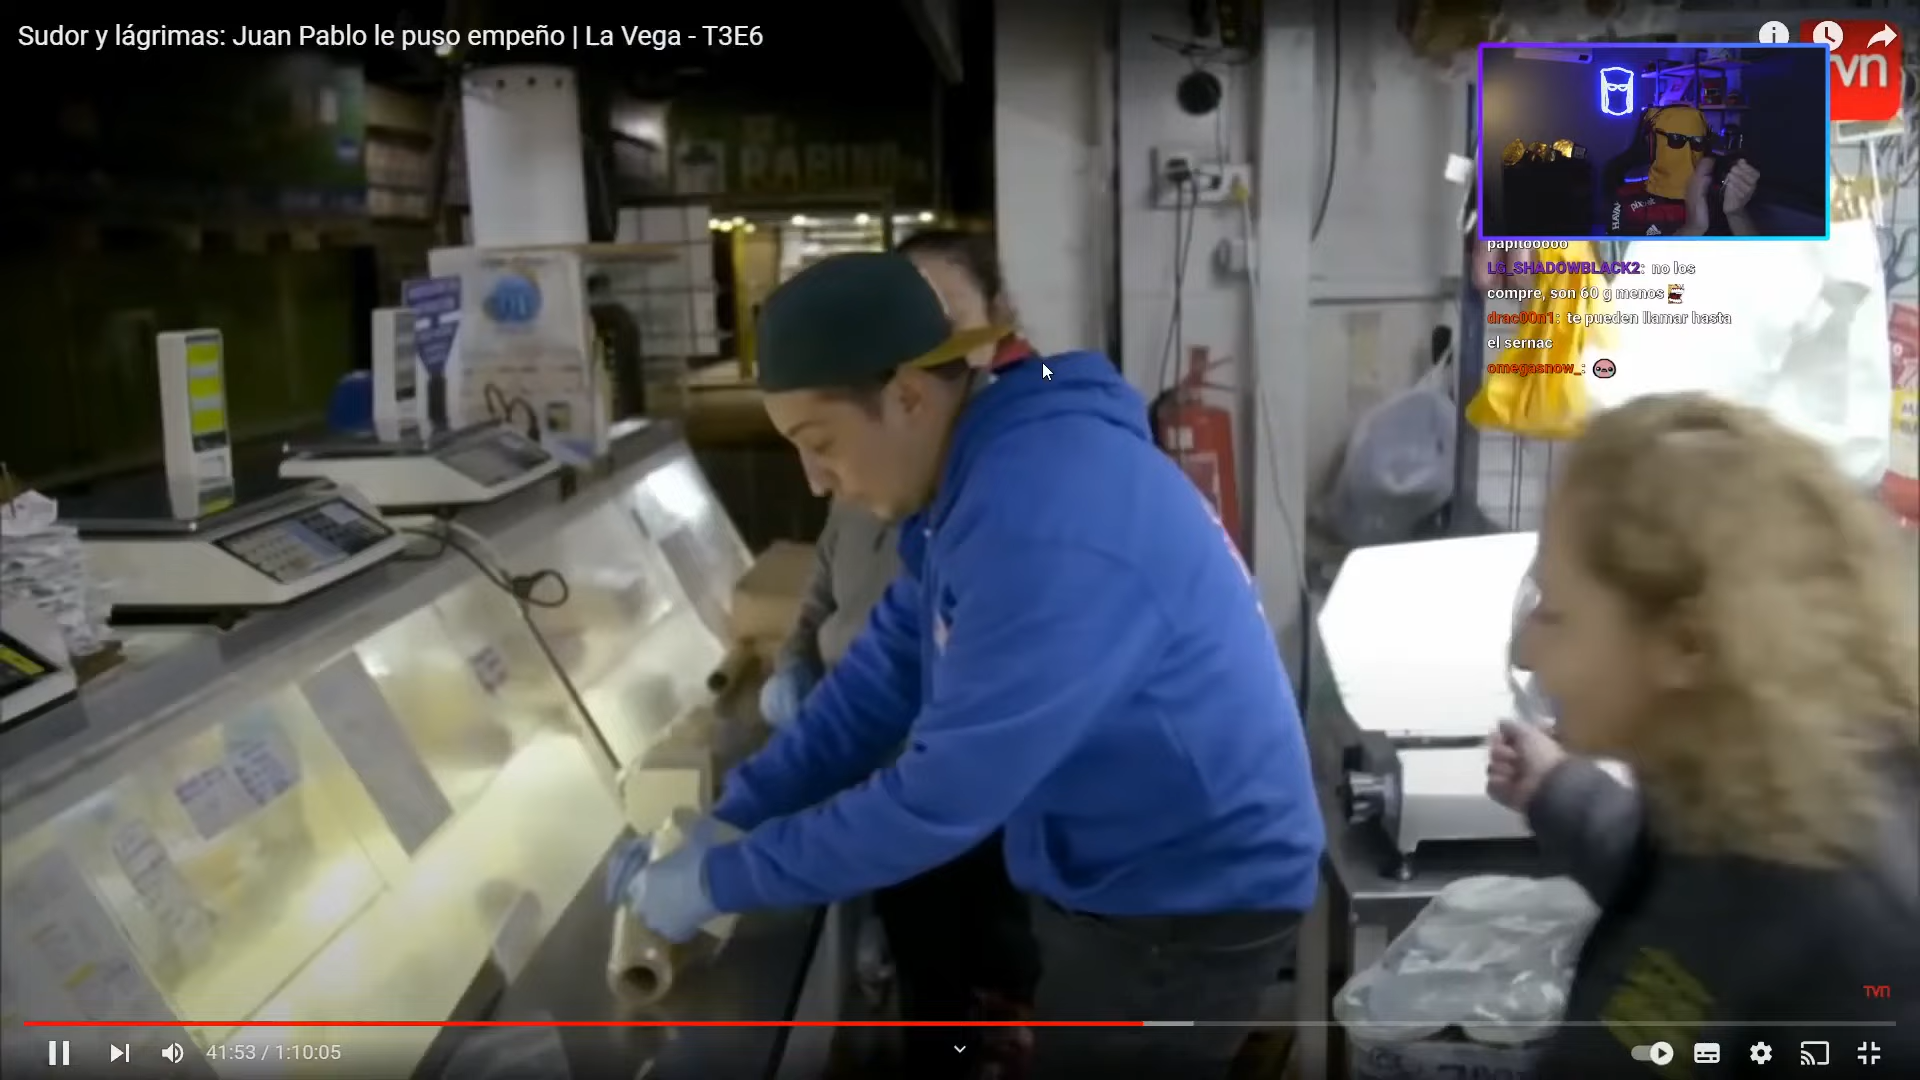 Sudor y lágrimas: Juan Pablo le puso empeño | La Vega - T3E6
tvn
papitooooo
LG_SHADOWBLACK2: no los
compre, son 60 g menos
drac00n1: te pueden llamar hasta
el sernac
omegasnow_:
TVN
41:53 / 1:10:05